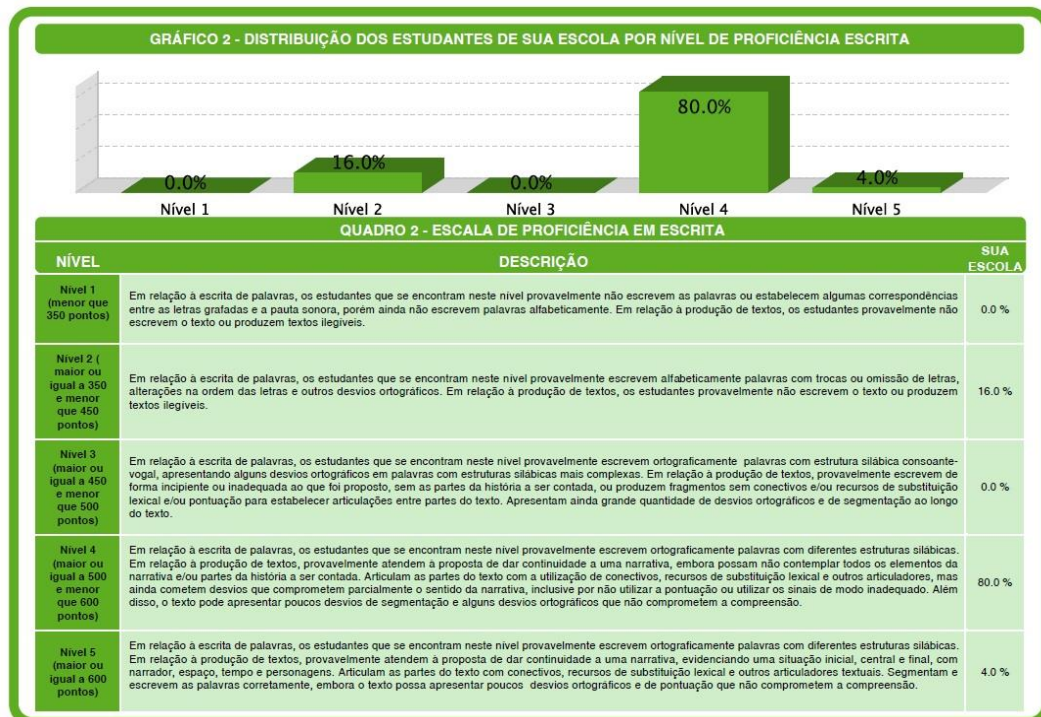 GRÁFICO 2 - DISTRIBUIÇÃO DOS ESTUDANTES DE SUA ESCOLA POR NÍVEL DE PROFICIÊNCIA ESCRITA
0.0%
16.0%
0.0%
80.0%
4.0%
Nível 1
Nível 2
Nível 3
Nível 4
Nível 5
QUADRO 2 - ESCALA DE PROFICIÊNCIA EM ESCRITA
NÍVEL
DESCRIÇÃO
SUA
ESCOLA
Nível 1
(menor que
350 pontos)
Em relação à escrita de palavras, os estudantes que se encontram neste nível provavelmente não escrevem as palavras ou estabelecem algumas correspondências
entre as letras grafadas e a pauta sonora, porém ainda não escrevem palavras alfabeticamente. Em relação à produção de textos, os estudantes provavelmente não
escrevem o texto ou produzem textos ilegíveis.
0.0 %
Nível 2 (
maior ou
igual a 350
e menor
que 450
pontos)
Em relação à escrita de palavras, os estudantes que se encontram neste nível provavelmente escrevem alfabeticamente palavras com trocas ou omissão de letras,
alterações na ordem das letras e outros desvios ortográficos. Em relação à produção de textos, os estudantes provavelmente não escrevem o texto ou produzem
textos ilegíveis.
16.0 %
Nível 3
(maior ou
igual a 450
e menor
que 500
pontos)
Em relação à escrita de palavras, os estudantes que se encontram neste nível provavelmente escrevem ortograficamente palavras com estrutura silábica consoante-
vogal, apresentando alguns desvios ortográficos em palavras com estruturas silábicas mais complexas. Em relação à produção de textos, provavelmente escrevem de
forma incipiente ou inadequada ao que foi proposto, sem as partes da história a ser contada, ou produzem fragmentos sem conectivos e/ou recursos de substituição
lexical e/ou pontuação para estabelecer articulações entre partes do texto. Apresentam ainda grande quantidade de desvios ortográficos e de segmentação ao longo
do texto.
0.0 %
Nível 4
(maior ou
igual a 500
e menor
que 600
pontos)
Em relação à escrita de palavras, os estudantes que se encontram neste nível provavelmente escrevem ortograficamente palavras com diferentes estruturas silábicas.
Em relação à produção de textos, provavelmente atendem à proposta de dar continuidade a uma narrativa, embora possam não contemplar todos os elementos da
narrativa e/ou partes da história a ser contada. Articulam as partes do texto com a utilização de conectivos, recursos de substituição lexical e outros articuladores, mas
ainda cometem desvios que comprometem parcialmente o sentido da narrativa, inclusive por não utilizar a pontuação ou utilizar os sinais de modo inadequado. Além
disso, o texto pode apresentar poucos desvios de segmentação e alguns desvios ortográficos que não comprometem a compreensão.
80.0 %
Nível 5
(maior ou
igual a 600
pontos)
Em relação à escrita de palavras, os estudantes que se encontram neste nível provavelmente escrevem ortograficamente palavras com diferentes estruturas silábicas.
Em relação à produção de textos, provavelmente atendem à proposta de dar continuidade a uma narrativa, evidenciando uma situação inicial, central e final, com
narrador, espaço, tempo e personagens. Articulam as partes do texto com conectivos, recursos de substituição lexical e outros articuladores textuais. Segmentam e
escrevem as palavras corretamente, embora o texto possa apresentar poucos desvios ortográficos e de pontuação que não comprometem a compreensão.
4.0 %